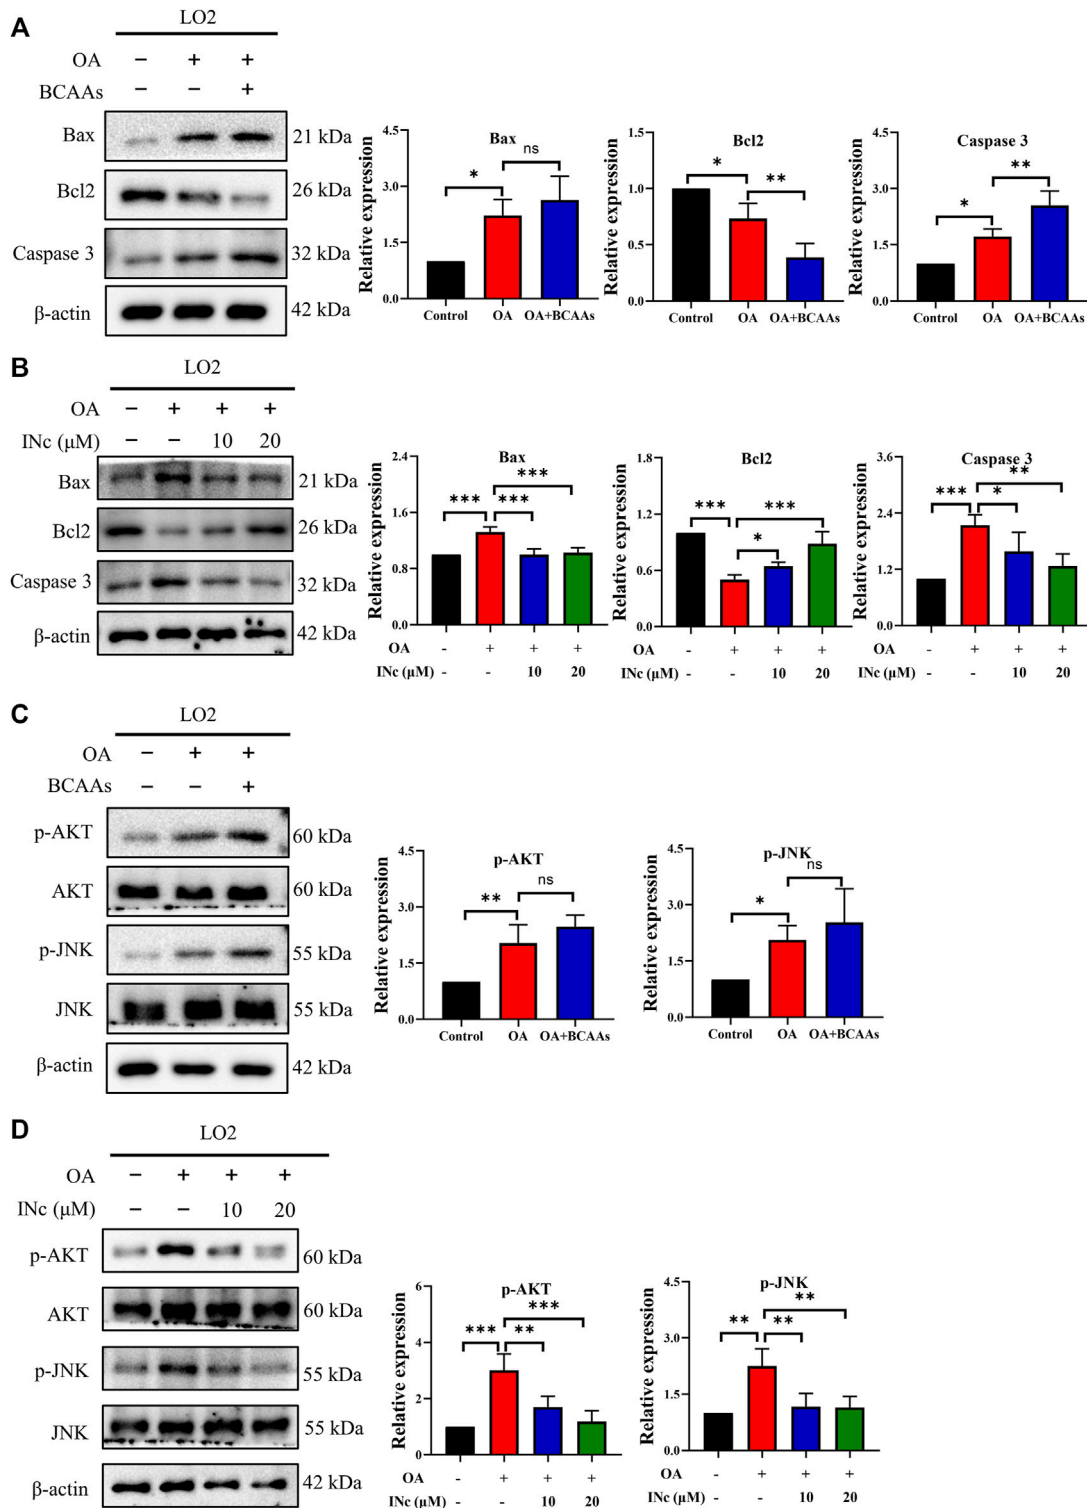 A
LO2
OA − + +
BCAAs − − +
Bax 21 kDa
Bcl2 26 kDa
Caspase 3 32 kDa
β-actin 42 kDa
Bax
Relative expression
4.5
3.0
1.5
0.0
* ns
Control OA OA+BCAAs
Bcl2
Relative expression
1.5
1.0
0.5
0.0
* **
Control OA OA+BCAAs
Caspase 3
Relative expression
4.5
3.0
1.5
0.0
* **
Control OA OA+BCAAs
B
LO2
OA − + + +
INc (μM) − − 10 20
Bax 21 kDa
Bcl2 26 kDa
Caspase 3 32 kDa
β-actin 42 kDa
Bax
Relative expression
2.4
1.6
0.8
0.0
***
*** ***
OA - + + +
INc (μM) - - 10 20
Bcl2
Relative expression
1.8
1.2
0.6
0.0
*** ***
*
OA - + + +
INc (μM) - - 10 20
Caspase 3
Relative expression
3.6
2.4
1.2
0.0
**
*** *
OA - + + +
INc (μM) - - 10 20
C
LO2
OA − + +
BCAAs − − +
p-AKT 60 kDa
AKT 60 kDa
p-JNK 55 kDa
JNK 55 kDa
β-actin 42 kDa
p-AKT
Relative expression
4.5
3.0
1.5
0.0
** ns
Control OA OA+BCAAs
p-JNK
Relative expression
4.5
3.0
1.5
0.0
* ns
Control OA OA+BCAAs
D
LO2
OA − + + +
INc (μM) − − 10 20
p-AKT 60 kDa
AKT 60 kDa
p-JNK 55 kDa
JNK 55 kDa
β-actin 42 kDa
p-AKT
Relative expression
6
4
2
0
***
*** **
OA - + + +
INc (μM) - - 10 20
p-JNK
Relative expression
4.5
3.0
1.5
0.0
**
** **
OA - + + +
INc (μM) - - 10 20